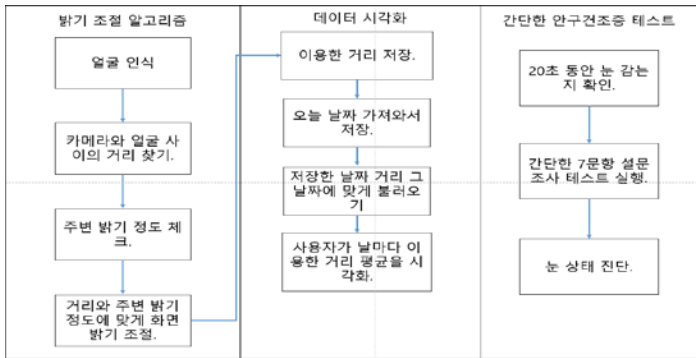 밝기 조절 알고리즘
얼굴 인식
카메라와 얼굴 사
이의 거리 찾기.
주변 밝기 정도 체
크.
거리와 주변 밝기
정도에 맞게 화면
밝기 조절.
데이터 시각화
이용한 거리 저장.
오늘 날짜 가져와서
저장.
저장한 날짜 거리 그
날짜에 맞게 불러오
기
사용자가 날마다 이
용한 거리 평균을 시
각화.
간단한 안구건조증 테스트
20초 동안 눈 감는
지 확인.
간단한 7문항 설문
조사 테스트 실행.
눈 상태 진단.